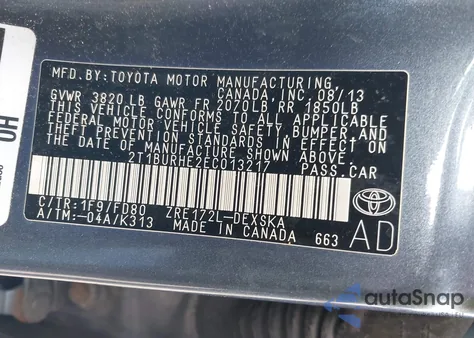 MFD.BY:TOYOTA MOTOR MANUFACTURING
CANADA,INC. 08/13
GVWR 3820LB GAWR FR 2070LB RR 1850LB
THIS VEHICLE CONFORMS TO ALL APPLICABLE
FEDERAL MOTOR VEHICLE SAFETY,BUMPER,AND
THEFT PREVENTION STANDARDS IN EFFECT ON
THE DATE OF MANUFACTURE SHOWN ABOVE.
2T1BURHE2EC013217 PASS.CAR
C/TR:1F9/FD80 ZRE172L-DEXSKA
A/TM:-04A/K313 MADE IN CANADA
663
AD
HO
autoSnap